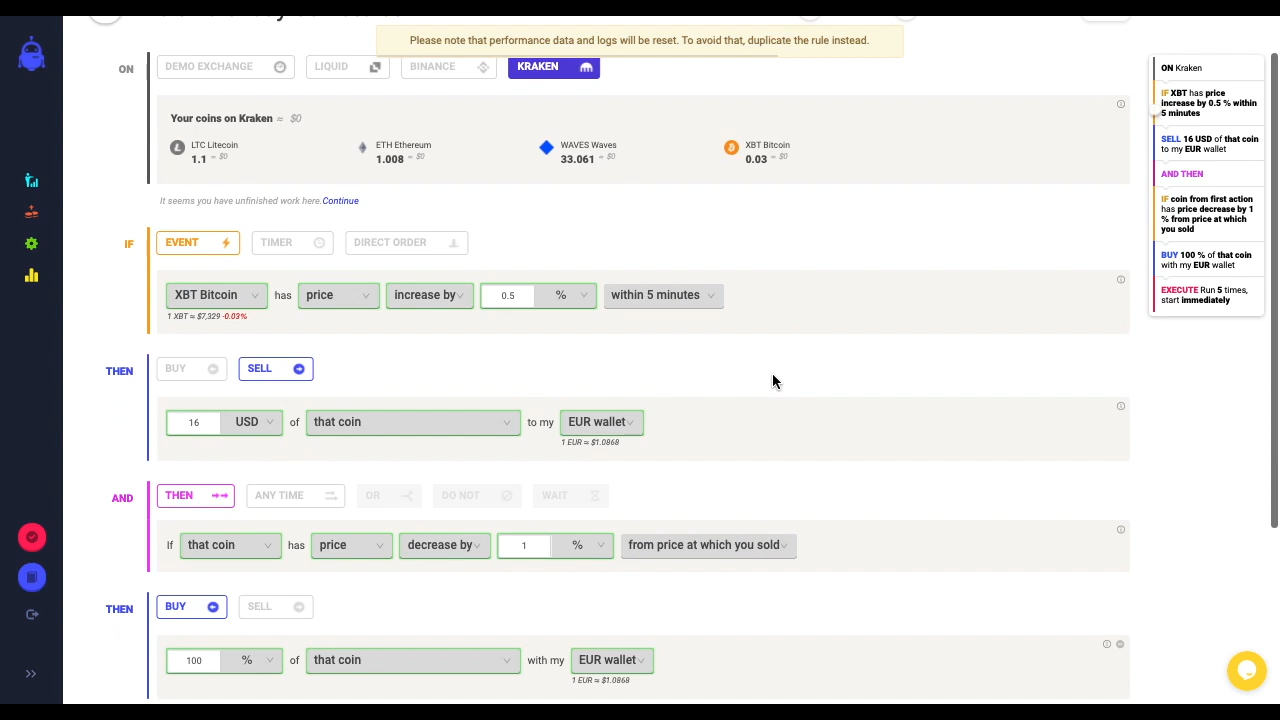 Please note that performance data and logs will be reset. To avoid that, duplicate the rule instead.
ON DEMO EXCHANGE LIQUID BINANCE KRAKEN
Your coins on Kraken ≈ $0
LTC Litecoin ETH Ethereum WAVES Waves XBT Bitcoin
1.1 ≈ $0 1.008 ≈ $0 33.061 ≈ $0 0.03 ≈ $0
It seems you have unfinished work here.Continue
IF EVENT TIMER DIRECT ORDER
XBT Bitcoin has price increase by 0.5 % within 5 minutes
1 XBT ≈ $7,329 -0.03%
THEN BUY SELL
16 USD of that coin to my EUR wallet
1 EUR ≈ $1.0868
AND THEN ANY TIME OR DO NOT WAIT
If that coin has price decrease by 1 % from price at which you sold
THEN BUY SELL
100 % of that coin with my EUR wallet
1 EUR ≈ $1.0868
ON Kraken
IF XBT has price
increase by 0.5 % within
5 minutes
SELL 16 USD of that coin
to my EUR wallet
AND THEN
IF coin from first action
has price decrease by 1
% from price at which
you sold
BUY 100 % of that coin
with my EUR wallet
EXECUTE Run 5 times,
start immediately